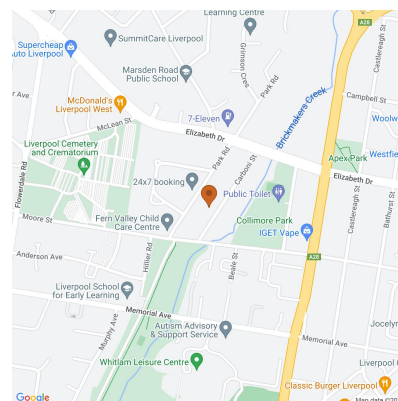 Learning Centre
A28
SummitCare Liverpool
Supercheap
Auto Liverpool
Grimson Cres
Castlereagh St
Marsden Road
Public School
Park Rd
Brickmakers Creek
Campbell St
McDonald's
Liverpool West
7-Eleven
McLean St
Elizabeth Dr
Liverpool Cemetery
and Crematorium
Park Rd
Carboni St
Apex Park
Westfie
Elizabeth Dr
Flowerdale Rd
24x7 booking
Public Toilet
Castlereagh St
Bathurst St
Moore St
Fern Valley Child
Care Centre
Collimore Park
IGET Vape
Anderson Ave
Hillier Rd
Beale St
A28
Liverpool School
for Early Learning
Memorial Ave
Murphy Ave
Autism Advisory
& Support Service
Memorial Ave
Jocelyn
Whitlam Leisure Centre
Classic Burger Liverpool
Google